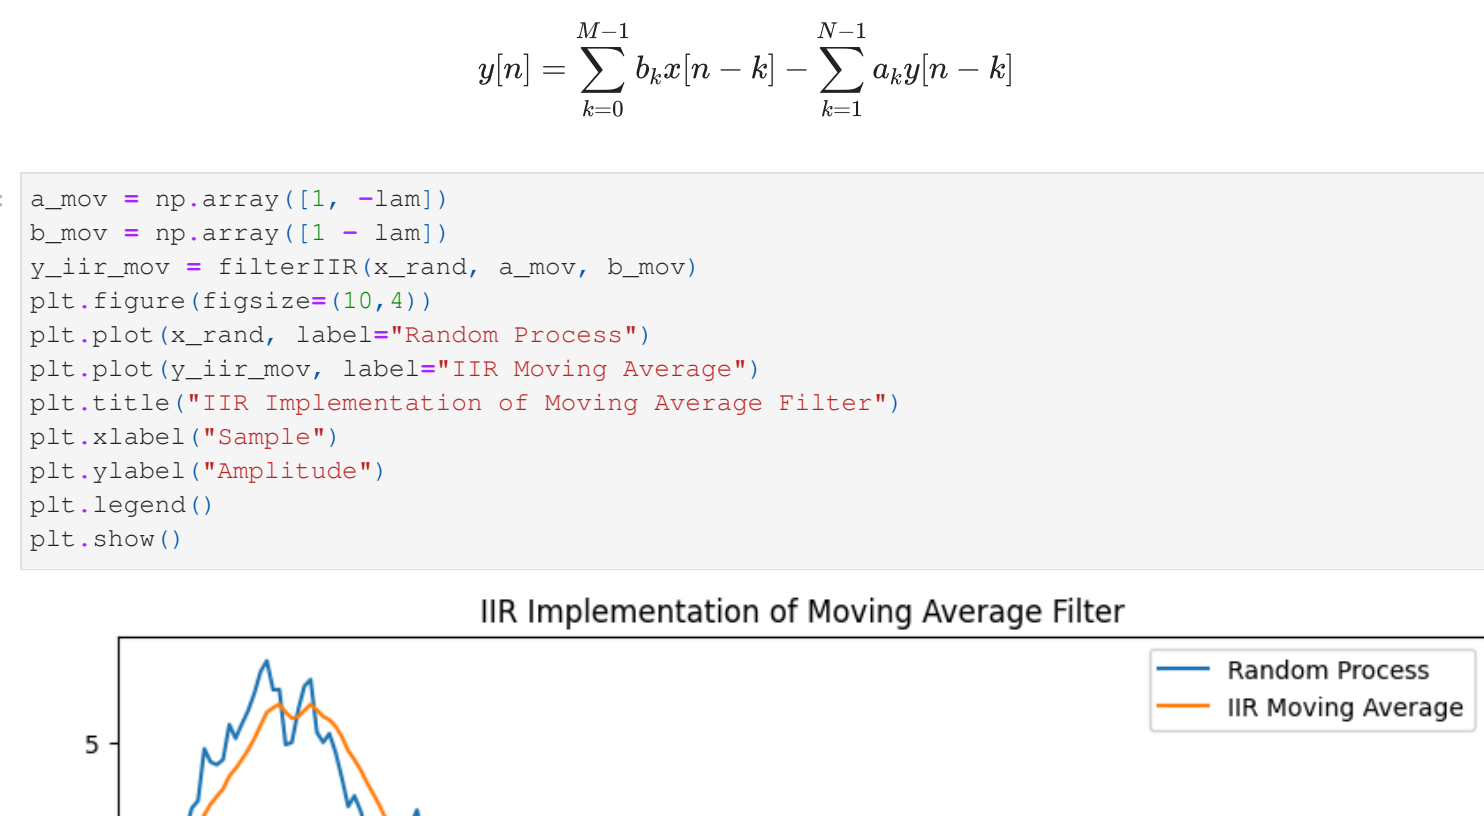 y[n] = \sum_{k=0}^{M-1} b_k x[n − k] − \sum_{k=1}^{N-1} a_k y[n − k]
:
a_mov = np.array([1, -lam])
b_mov = np.array([1 - lam])
y_iir_mov = filterIIR(x_rand, a_mov, b_mov)
plt.figure(figsize=(10,4))
plt.plot(x_rand, label="Random Process")
plt.plot(y_iir_mov, label="IIR Moving Average")
plt.title("IIR Implementation of Moving Average Filter")
plt.xlabel("Sample")
plt.ylabel("Amplitude")
plt.legend()
plt.show()
IIR Implementation of Moving Average Filter
Random Process
IIR Moving Average
5